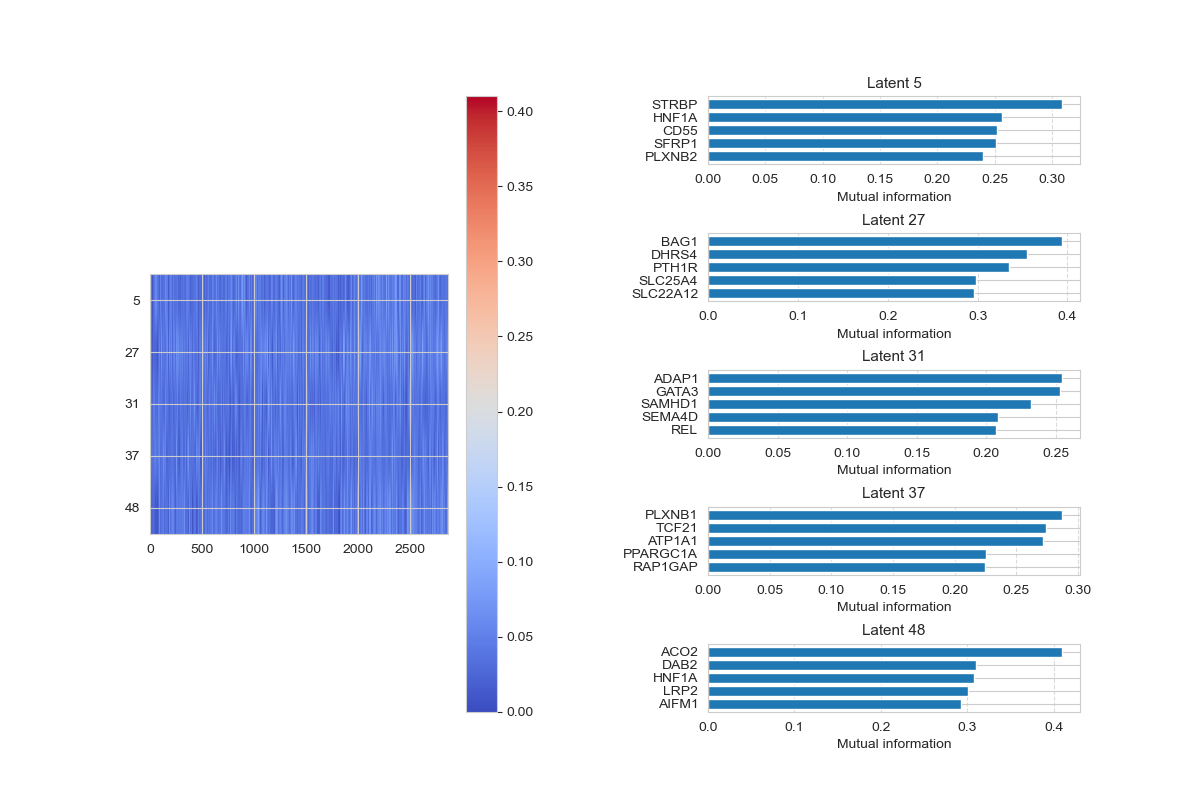 5
27
31
37
48
0 500 1000 1500 2000 2500
0.40
0.35
0.30
0.25
0.20
0.15
0.10
0.05
0.00
Latent 5
STRBP
HNF1A
CD55
SFRP1
PLXNB2
0.00 0.05 0.10 0.15 0.20 0.25 0.30
Mutual information
Latent 27
BAG1
DHRS4
PTH1R
SLC25A4
SLC22A12
0.0 0.1 0.2 0.3 0.4
Mutual information
Latent 31
ADAP1
GATA3
SAMHD1
SEMA4D
REL
0.00 0.05 0.10 0.15 0.20 0.25
Mutual information
Latent 37
PLXNB1
TCF21
ATP1A1
PPARGC1A
RAP1GAP
0.00 0.05 0.10 0.15 0.20 0.25 0.30
Mutual information
Latent 48
ACO2
DAB2
HNF1A
LRP2
AIFM1
0.0 0.1 0.2 0.3 0.4
Mutual information